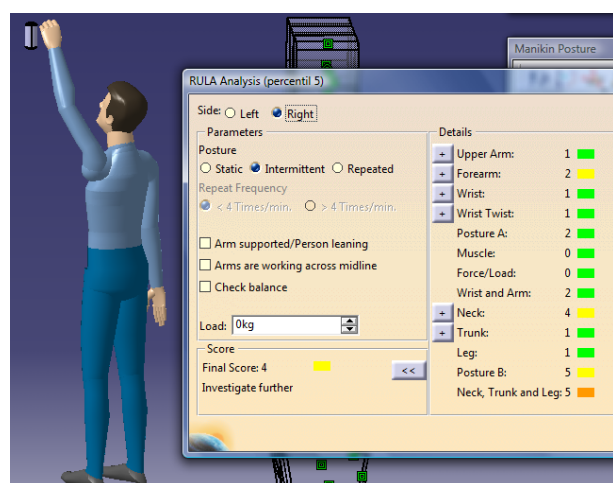 Manikin Posture
RULA Analysis (percentil 5)
Side: Left Right
Parameters
Posture
Static Intermittent Repeated
Repeat Frequency
< 4 Times/min. > 4 Times/min.
Arm supported/Person leaning
Arms are working across midline
Check balance
Load: 0kg
Score
Final Score: 4
<<
Investigate further
Details
+ Upper Arm: 1
+ Forearm: 2
+ Wrist: 1
+ Wrist Twist: 1
Posture A: 2
Muscle: 0
Force/Load: 0
Wrist and Arm: 2
+ Neck: 4
+ Trunk: 1
Leg: 1
Posture B: 5
Neck, Trunk and Leg: 5